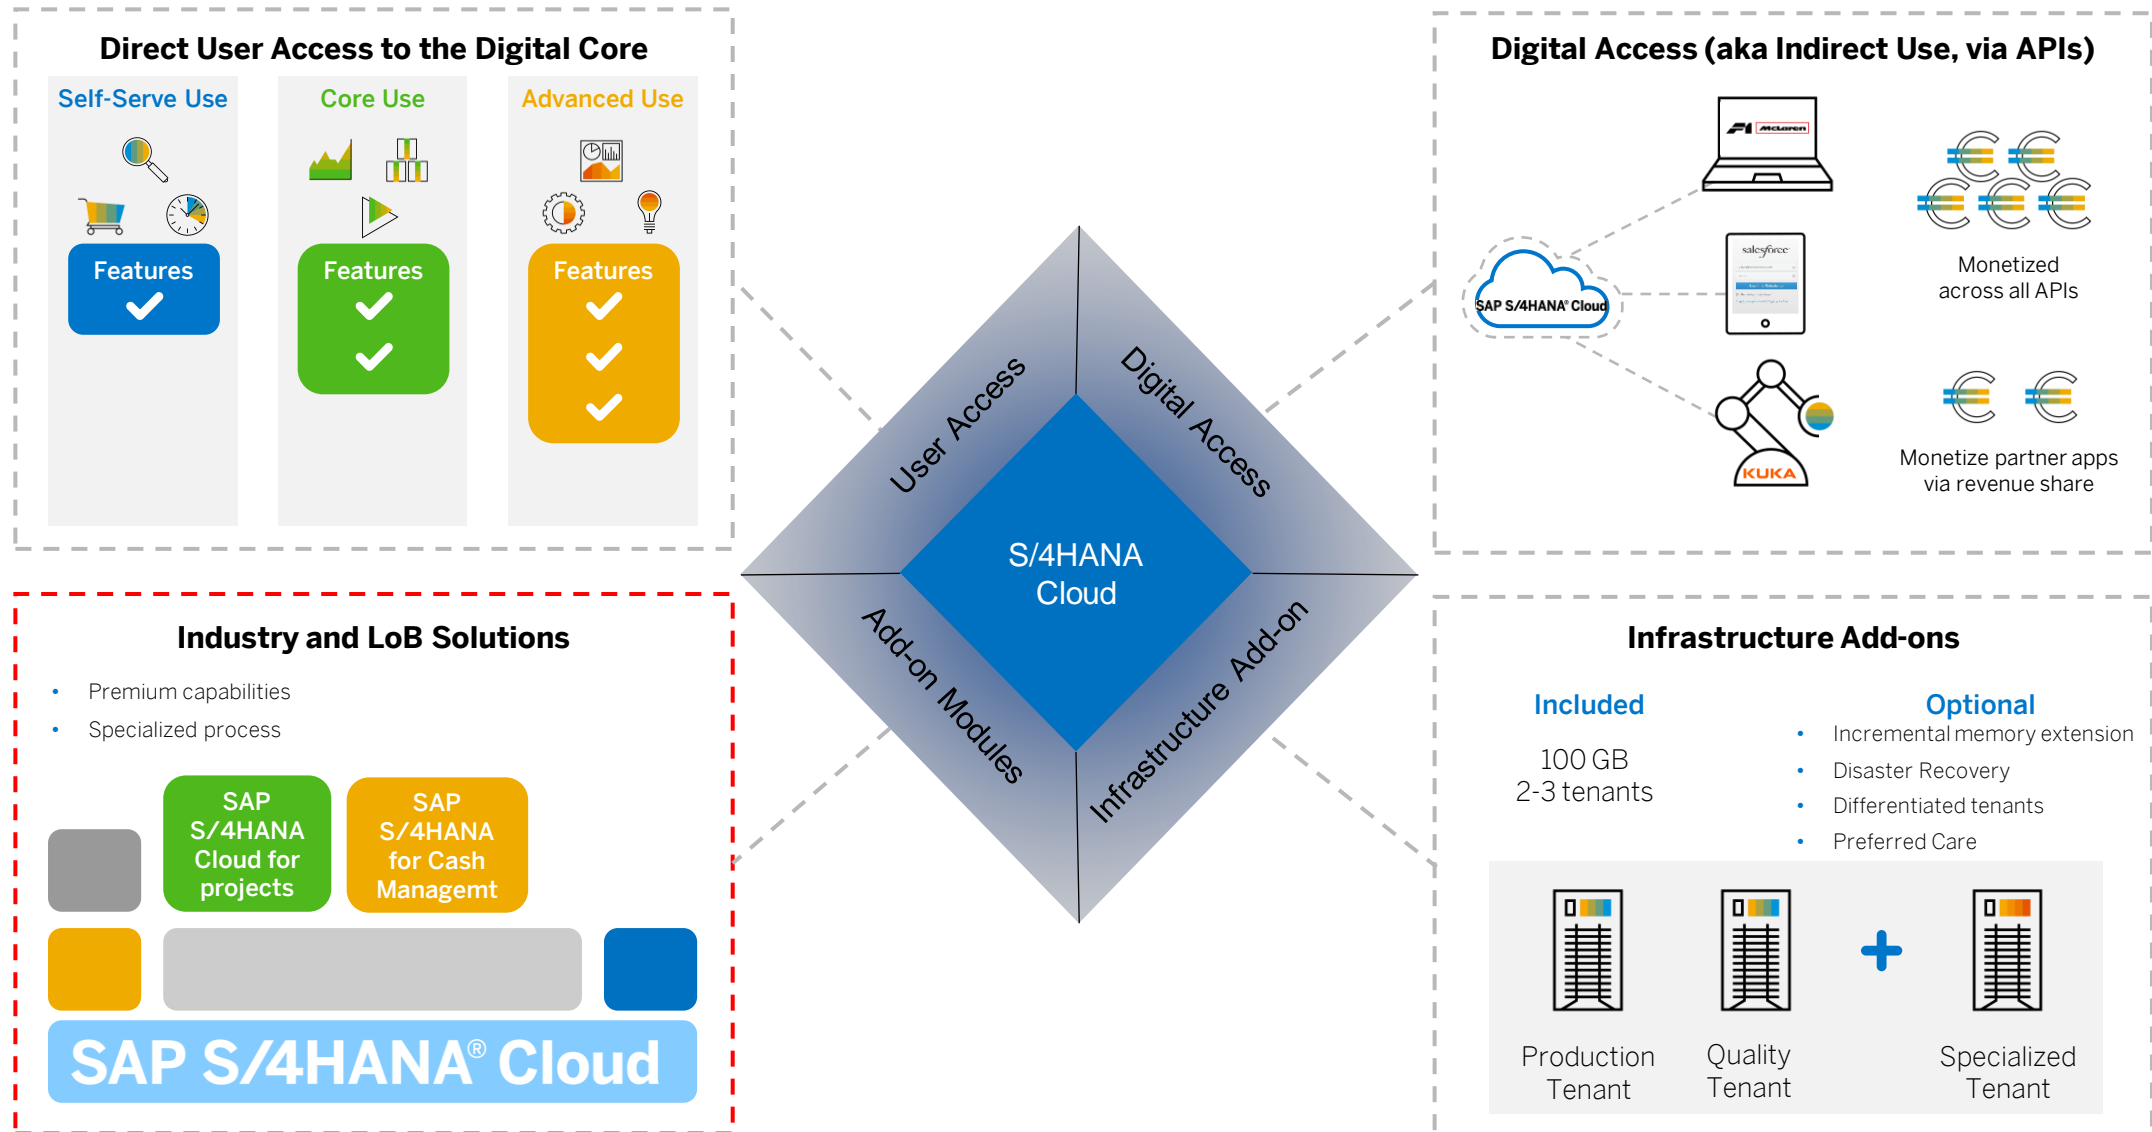 Direct User Access to the Digital Core
Self-Serve Use
Core Use
Advanced Use
Features
Features
Features
Digital Access (aka Indirect Use, via APIs)
McLaren
salesforce
SAP S/4HANA® Cloud
KUKA
Monetized
across all APIs
Monetize partner apps
via revenue share
User Access
Digital Access
S/4HANA
Cloud
Add-on Modules
Infrastructure Add-on
Industry and LoB Solutions
• Premium capabilities
• Specialized process
SAP
S/4HANA
Cloud for
projects
SAP
S/4HANA
for Cash
Managemt
SAP S/4HANA® Cloud
Infrastructure Add-ons
Included
100 GB
2-3 tenants
Optional
• Incremental memory extension
• Disaster Recovery
• Differentiated tenants
• Preferred Care
Production
Tenant
Quality
Tenant
Specialized
Tenant